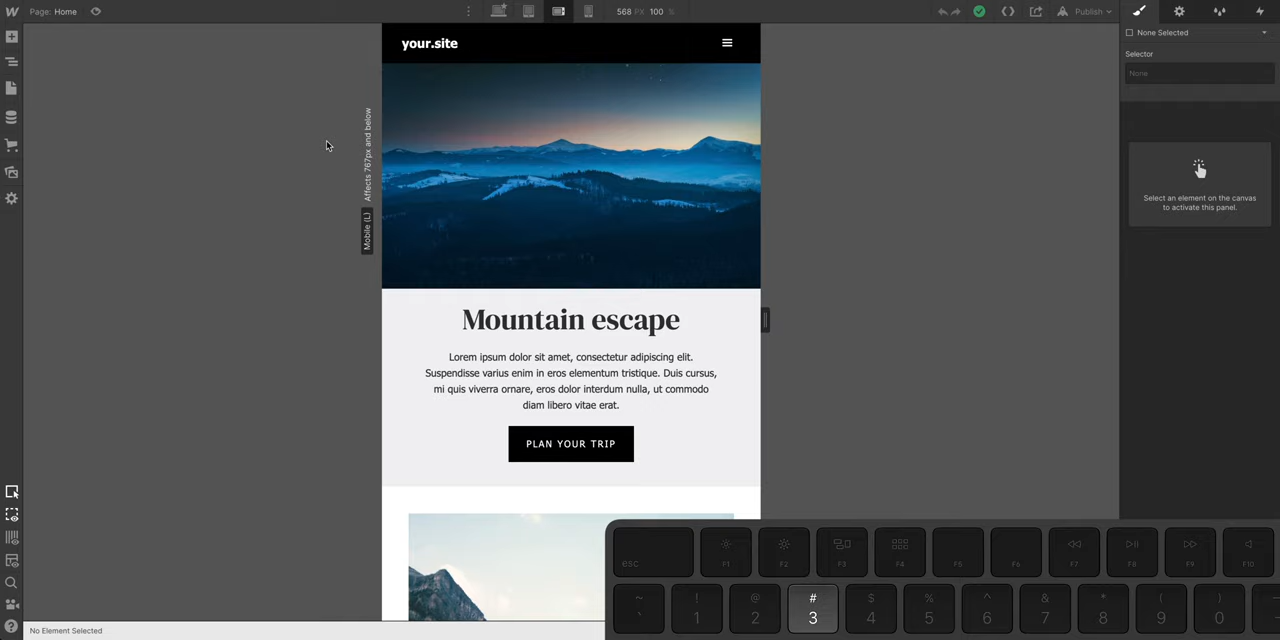 Page: Home
568 PX 100 %
Publish
None Selected
Selector
None
Select an element on the canvas
to activate this panel.
Affects 767px and below
Mobile (L)
your.site
Mountain escape
Lorem ipsum dolor sit amet, consectetur adipiscing elit.
Suspendisse varius enim in eros elementum tristique. Duis cursus,
mi quis viverra ornare, eros dolor interdum nulla, ut commodo
diam libero vitae erat.
PLAN YOUR TRIP
esc F1 F2 F3 F4 F5 F6 F7 F8 F9 F10
~ ! @ # $ % ^ & * ( )
` 1 2 3 4 5 6 7 8 9 0
No Element Selected